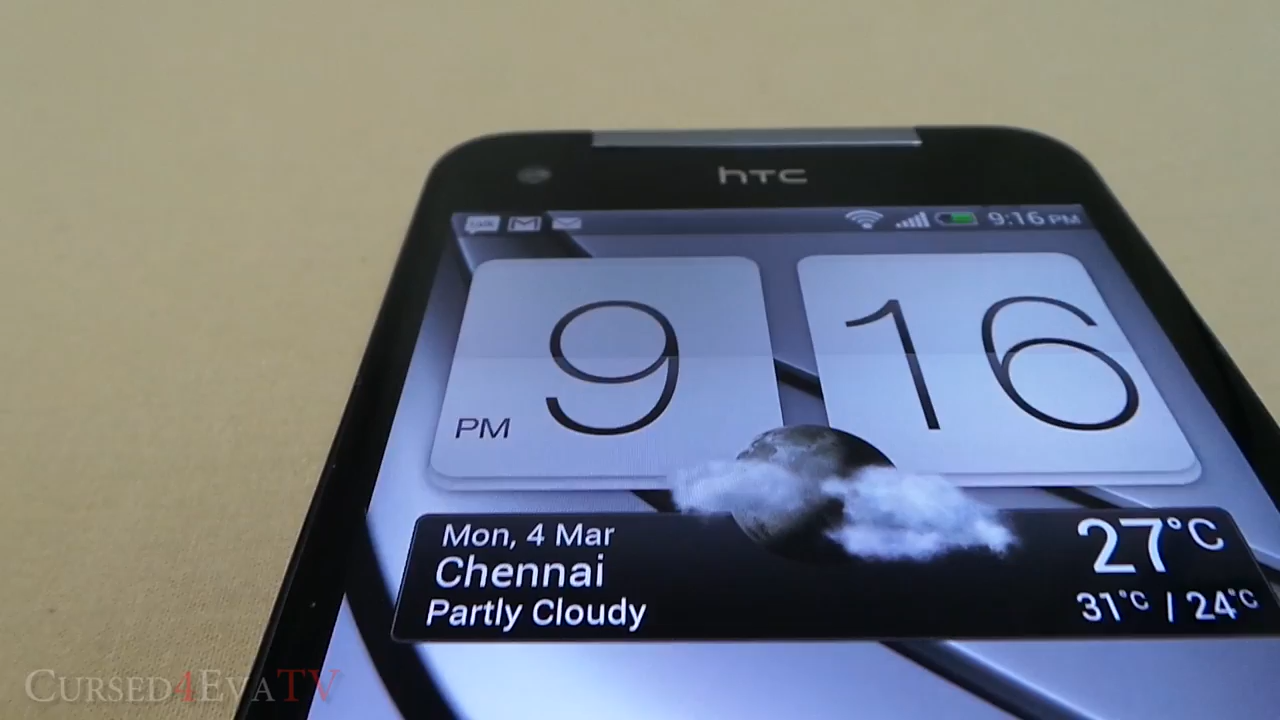 hTC
9:16 PM
9 16
PM
Mon, 4 Mar
Chennai
Partly Cloudy
27°C
31°C / 24°C
CURSED4EVATV